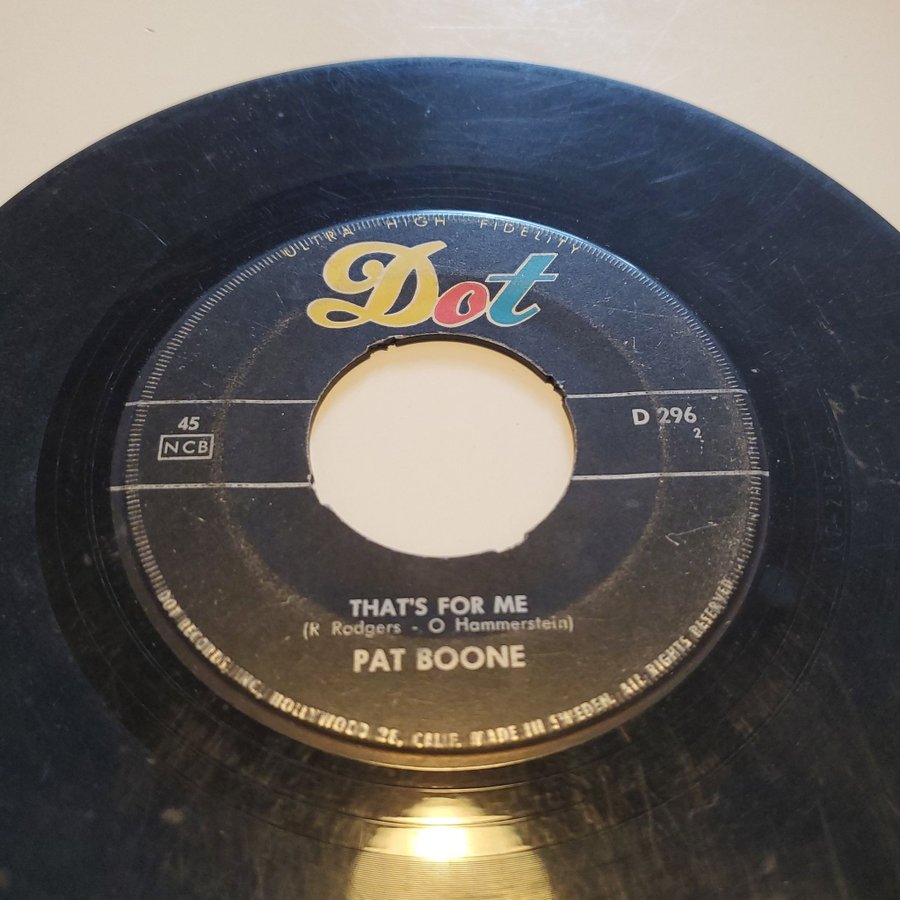 ULTRA HIGH FIDELITY
Dot
45
NCB
D 296
2
THAT'S FOR ME
(R Rodgers - O Hammerstein)
PAT BOONE
DOT RECORDS, INC. HOLLYWOOD 28, CALIF. MADE IN SWEDEN. ALL RIGHTS RESERVED